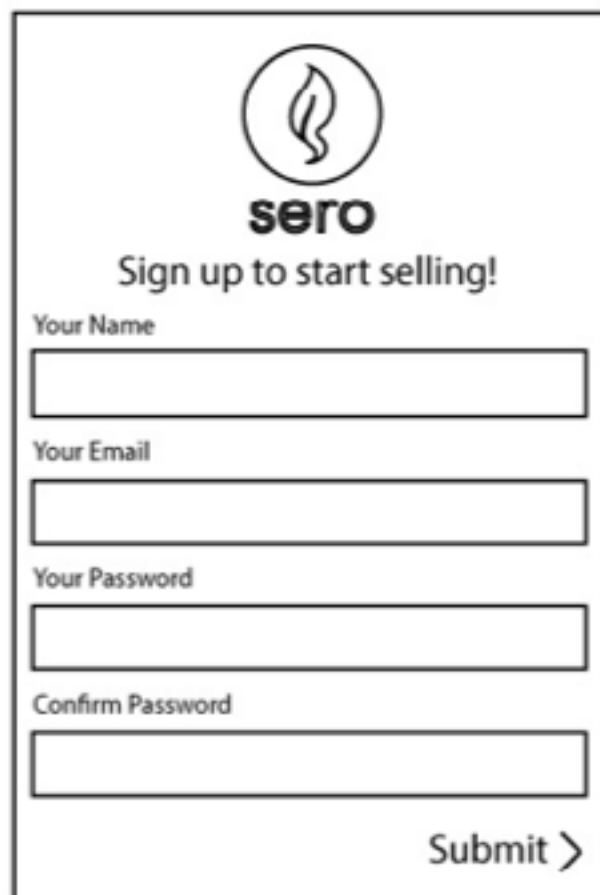 sero
Sign up to start selling!
Your Name
Your Email
Your Password
Confirm Password
Submit >